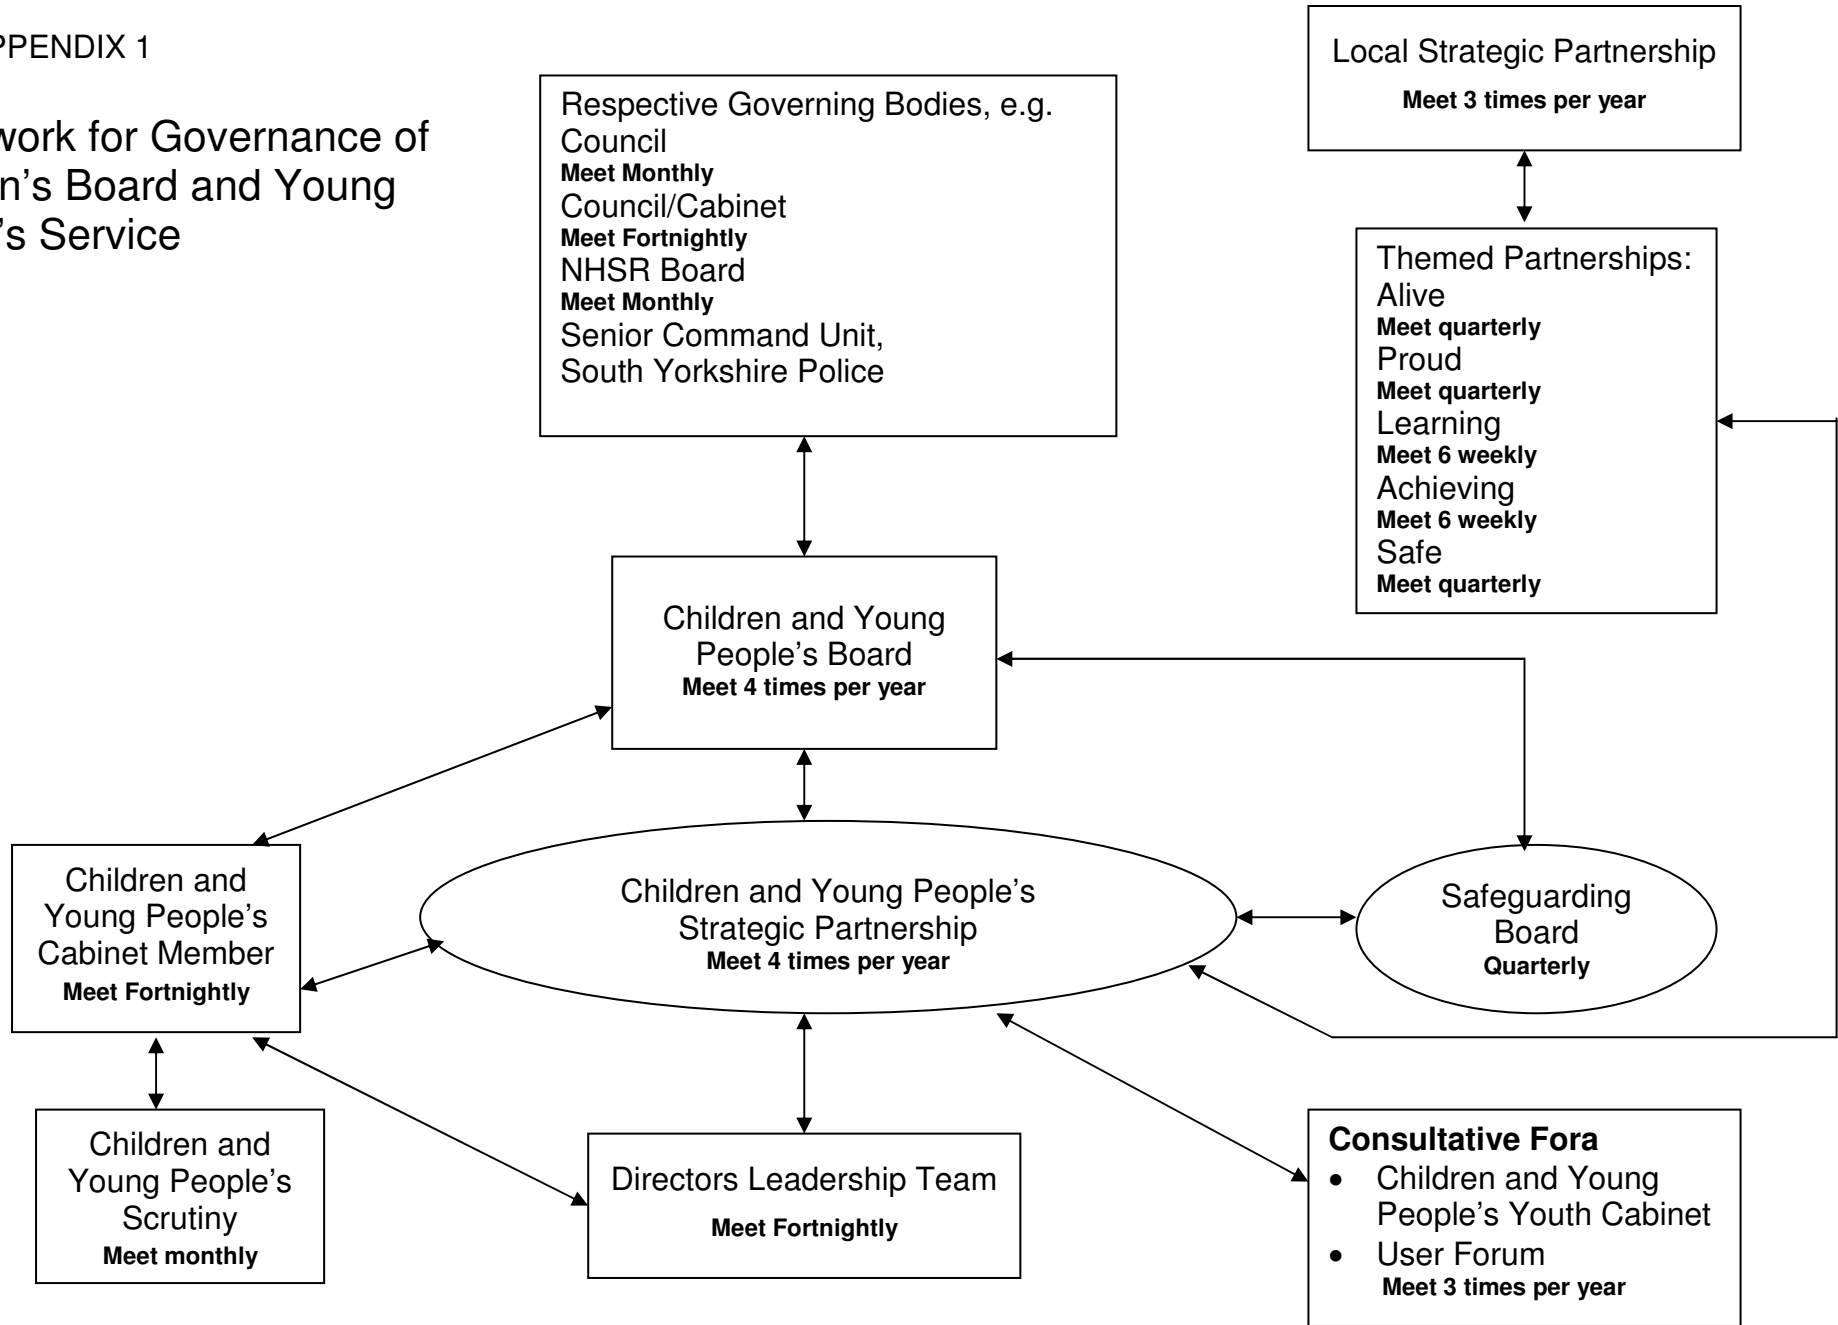 PPENDIX 1
work for Governance of
n's Board and Young
's Service
Respective Governing Bodies, e.g.
Council
Meet Monthly
Council/Cabinet
Meet Fortnightly
NHSR Board
Meet Monthly
Senior Command Unit,
South Yorkshire Police
Local Strategic Partnership
Meet 3 times per year
Themed Partnerships:
Alive
Meet quarterly
Proud
Meet quarterly
Learning
Meet 6 weekly
Achieving
Meet 6 weekly
Safe
Meet quarterly
Children and Young
People's Board
Meet 4 times per year
Children and
Young People's
Cabinet Member
Meet Fortnightly
Children and Young People's
Strategic Partnership
Meet 4 times per year
Safeguarding
Board
Quarterly
Children and
Young People's
Scrutiny
Meet monthly
Directors Leadership Team
Meet Fortnightly
Consultative Fora
• Children and Young
People's Youth Cabinet
• User Forum
Meet 3 times per year